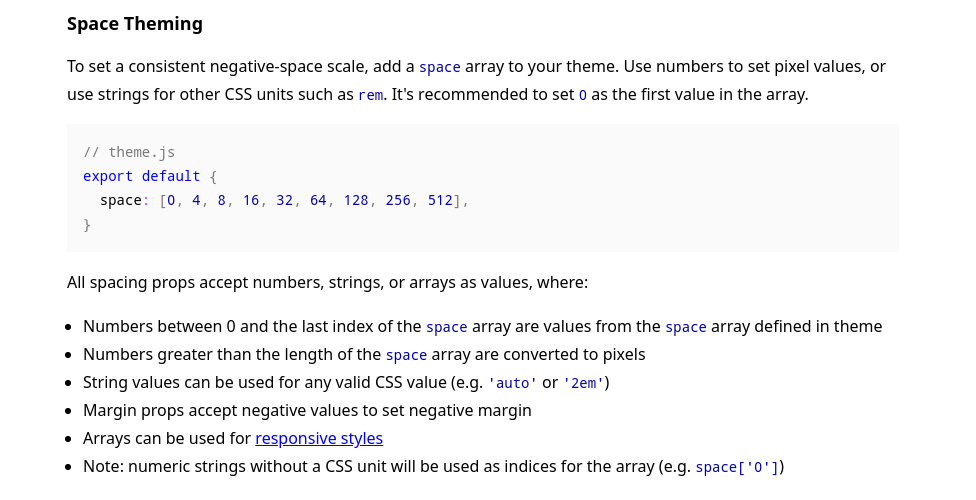 Space Theming
To set a consistent negative-space scale, add a space array to your theme. Use numbers to set pixel values, or
use strings for other CSS units such as rem. It's recommended to set 0 as the first value in the array.
// theme.js
export default {
  space: [0, 4, 8, 16, 32, 64, 128, 256, 512],
}
All spacing props accept numbers, strings, or arrays as values, where:
• Numbers between 0 and the last index of the space array are values from the space array defined in theme
• Numbers greater than the length of the space array are converted to pixels
• String values can be used for any valid CSS value (e.g. 'auto' or '2em')
• Margin props accept negative values to set negative margin
• Arrays can be used for responsive styles
• Note: numeric strings without a CSS unit will be used as indices for the array (e.g. space['0'])